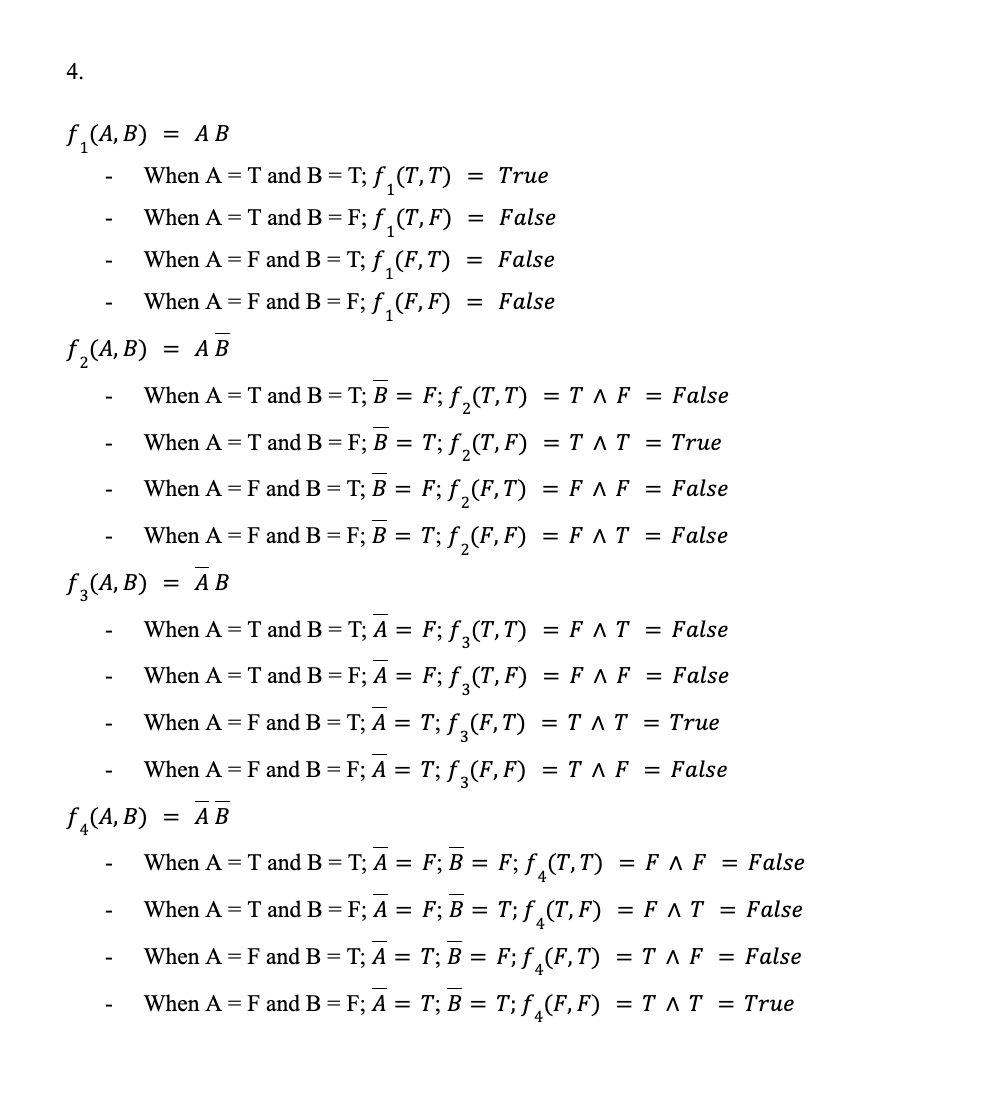 4.
f₁(A, B) = A B
- When A = T and B = T; f₁(T, T) = True
- When A = T and B = F; f₁(T, F) = False
- When A = F and B = T; f₁(F, T) = False
- When A = F and B = F; f₁(F, F) = False
f₂(A, B) = A B̅
- When A = T and B = T; B̅ = F; f₂(T, T) = T ∧ F = False
- When A = T and B = F; B̅ = T; f₂(T, F) = T ∧ T = True
- When A = F and B = T; B̅ = F; f₂(F, T) = F ∧ F = False
- When A = F and B = F; B̅ = T; f₂(F, F) = F ∧ T = False
f₃(A, B) = A̅ B
- When A = T and B = T; A̅ = F; f₃(T, T) = F ∧ T = False
- When A = T and B = F; A̅ = F; f₃(T, F) = F ∧ F = False
- When A = F and B = T; A̅ = T; f₃(F, T) = T ∧ T = True
- When A = F and B = F; A̅ = T; f₃(F, F) = T ∧ F = False
f₄(A, B) = A̅ B̅
- When A = T and B = T; A̅ = F; B̅ = F; f₄(T, T) = F ∧ F = False
- When A = T and B = F; A̅ = F; B̅ = T; f₄(T, F) = F ∧ T = False
- When A = F and B = T; A̅ = T; B̅ = F; f₄(F, T) = T ∧ F = False
- When A = F and B = F; A̅ = T; B̅ = T; f₄(F, F) = T ∧ T = True